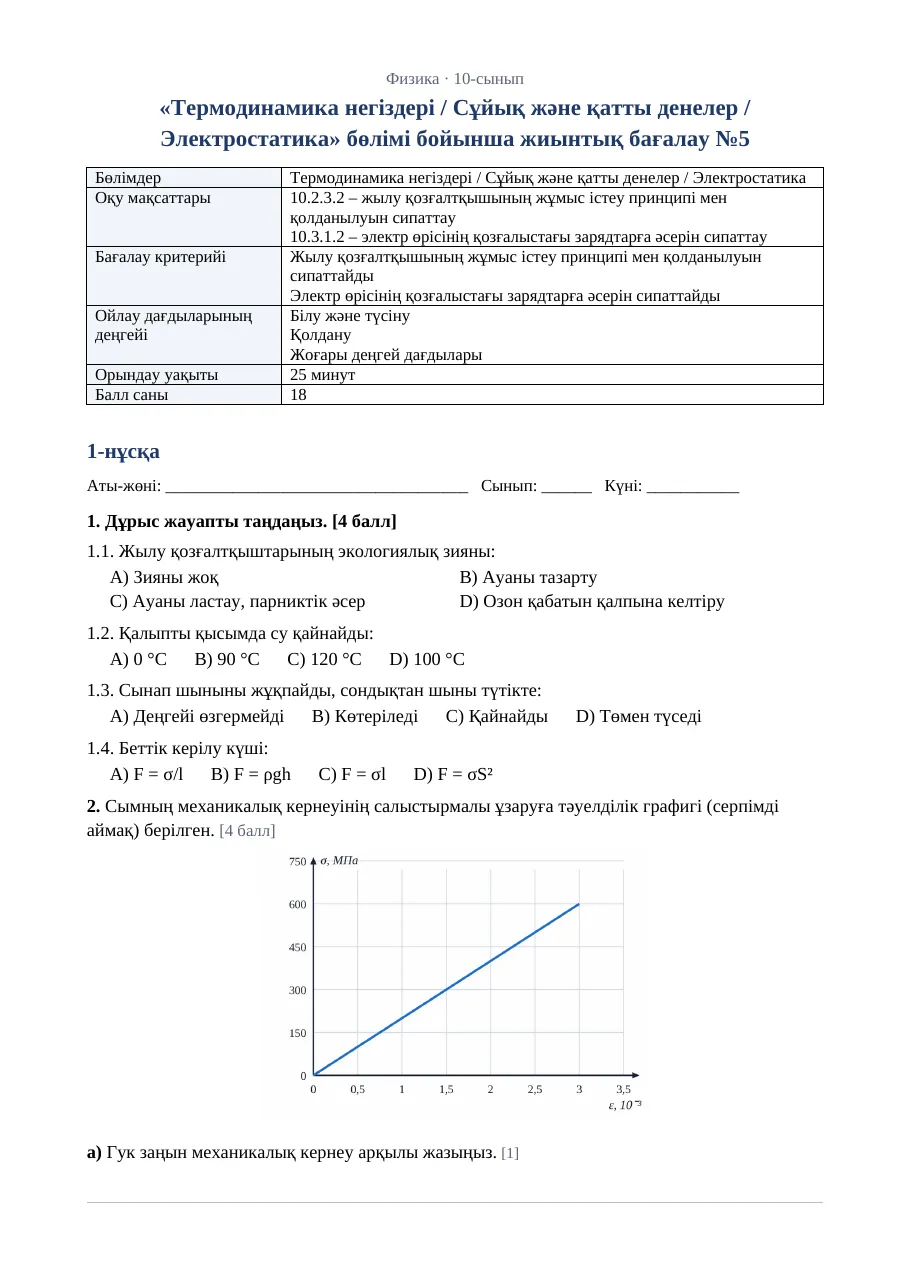 Физика · 10-сынып
«Термодинамика негіздері / Сұйық және қатты денелер /
Электростатика» бөлімі бойынша жиынтық бағалау №5
Бөлімдер
Термодинамика негіздері / Сұйық және қатты денелер / Электростатика
Оқу мақсаттары
10.2.3.2 – жылу қозғалтқышының жұмыс істеу принципі мен
қолданылуын сипаттау
10.3.1.2 – электр өрісінің қозғалыстағы зарядтарға әсерін сипаттау
Бағалау критерийі
Жылу қозғалтқышының жұмыс істеу принципі мен қолданылуын
сипаттайды
Электр өрісінің қозғалыстағы зарядтарға әсерін сипаттайды
Ойлау дағдыларының
деңгейі
Білу және түсіну
Қолдану
Жоғары деңгей дағдылары
Орындау уақыты
25 минут
Балл саны
18
1-нұсқа
Аты-жөні: ____________________________________ Сынып: ______ Күні: ___________
1. Дұрыс жауапты таңдаңыз. [4 балл]
1.1. Жылу қозғалтқыштарының экологиялық зияны:
A) Зияны жоқ B) Ауаны тазарту
C) Ауаны ластау, парниктік әсер D) Озон қабатын қалпына келтіру
1.2. Қалыпты қысымда су қайнайды:
A) 0 °C B) 90 °C C) 120 °C D) 100 °C
1.3. Сынап шыныны жұқпайды, сондықтан шыны түтікте:
A) Деңгейі өзгермейді B) Көтеріледі C) Қайнайды D) Төмен түседі
1.4. Беттік керілу күші:
A) F = σ/l B) F = ρgh C) F = σl D) F = σS²
2. Сымның механикалық кернеуінің салыстырмалы ұзаруға тәуелділік графигі (серпімді
аймақ) берілген. [4 балл]
σ, МПа
750
600
450
300
150
0
0 0,5 1 1,5 2 2,5 3 3,5
ε, 10⁻³
а) Гук заңын механикалық кернеу арқылы жазыңыз. [1]